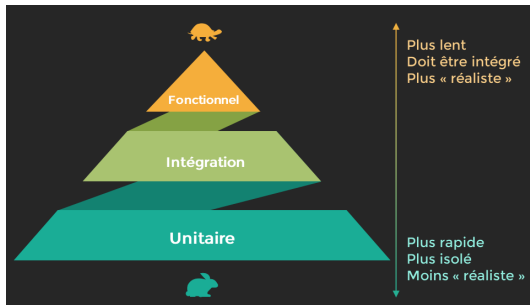 Plus lent
Doit être intégré
Plus « réaliste »
Fonctionnel
Intégration
Unitaire
Plus rapide
Plus isolé
Moins « réaliste »